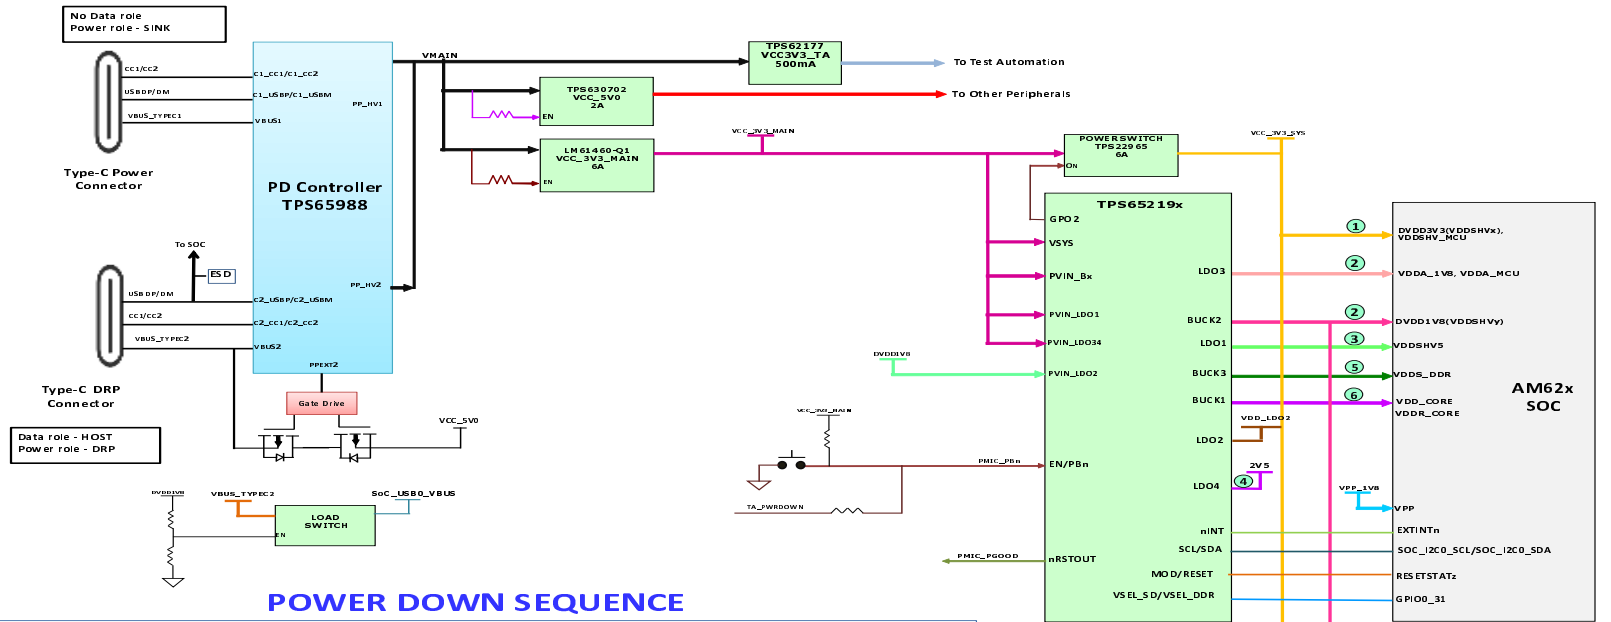 No Data role
Power role - SINK
CC1/CC2
USBDP/DM
VBUS_TYPEC1
Type-C Power
Connector
C1_CC1/C1_CC2
C1_USBP/C1_USBM
PP_HV1
VBUS1
PD Controller
TPS65988
PP_HV2
C2_USBP/C2_USBM
C2_CC1/C2_CC2
VBUS2
PPEXT2
To SOC
ESD
USBDP/DM
CC1/CC2
VBUS_TYPEC2
Type-C DRP
Connector
Data role - HOST
Power role - DRP
Gate Drive
VCC_5V0
DVDD1V8
VBUS_TYPEC2
LOAD
SWITCH
EN
SoC_USB0_VBUS
VMAIN
TPS62177
VCC3V3_TA
500mA
To Test Automation
TPS630702
VCC_5V0
2A
EN
To Other Peripherals
LM61460-Q1
VCC_3V3_MAIN
6A
EN
VCC_3V3_MAIN
POWER SWITCH
TPS22965
6A
ON
VCC_3V3_SYS
TPS65219x
GPO2
VSYS
PVIN_Bx
PVIN_LDO1
PVIN_LDO34
DVDD1V8
PVIN_LDO2
VCC_3V3_MAIN
PMIC_PBn
EN/PBn
TA_PWRDOWN
PMIC_PGOOD
nRSTOUT
LDO3
BUCK2
LDO1
BUCK3
BUCK1
LDO2
LDO4
nINT
SCL/SDA
MOD/RESET
VSEL_SD/VSEL_DDR
1
2
2
3
5
6
VDD_LDO2
4
2V5
VPP_1V8
DVDD3V3(VDDSHVx),
VDDSHV_MCU
VDDA_1V8, VDDA_MCU
DVDD1V8(VDDSHVy)
VDDSHV5
VDDS_DDR
VDD_CORE
VDDR_CORE
AM62x
SOC
VPP
EXTINTn
SOC_I2C0_SCL/SOC_I2C0_SDA
RESETSTATz
GPIO0_31
POWER DOWN SEQUENCE